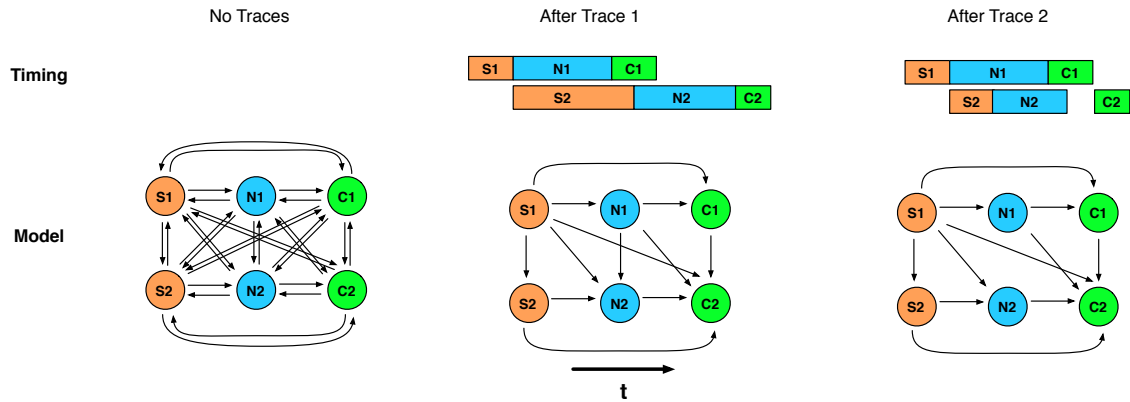 No Traces After Trace 1 After Trace 2
Timing
S1 N1 C1 S1 N1 C1
S2 N2 C2 S2 N2 C2
Model
S1 N1 C1 S1 N1 C1 S1 N1 C1
S2 N2 C2 S2 N2 C2 S2 N2 C2
t